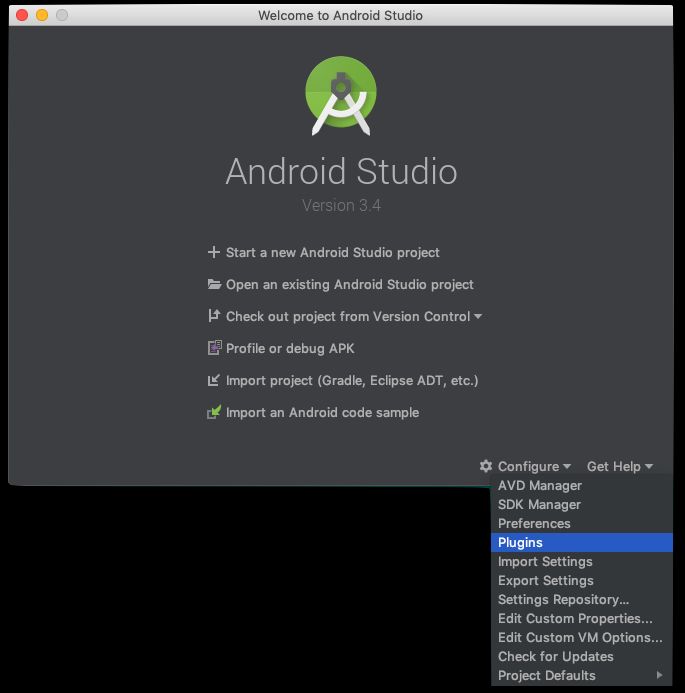 Welcome to Android Studio
Android Studio
Version 3.4
Start a new Android Studio project
Open an existing Android Studio project
Check out project from Version Control
Profile or debug APK
Import project (Gradle, Eclipse ADT, etc.)
Import an Android code sample
Configure Get Help
AVD Manager
SDK Manager
Preferences
Plugins
Import Settings
Export Settings
Settings Repository...
Edit Custom Properties...
Edit Custom VM Options...
Check for Updates
Project Defaults